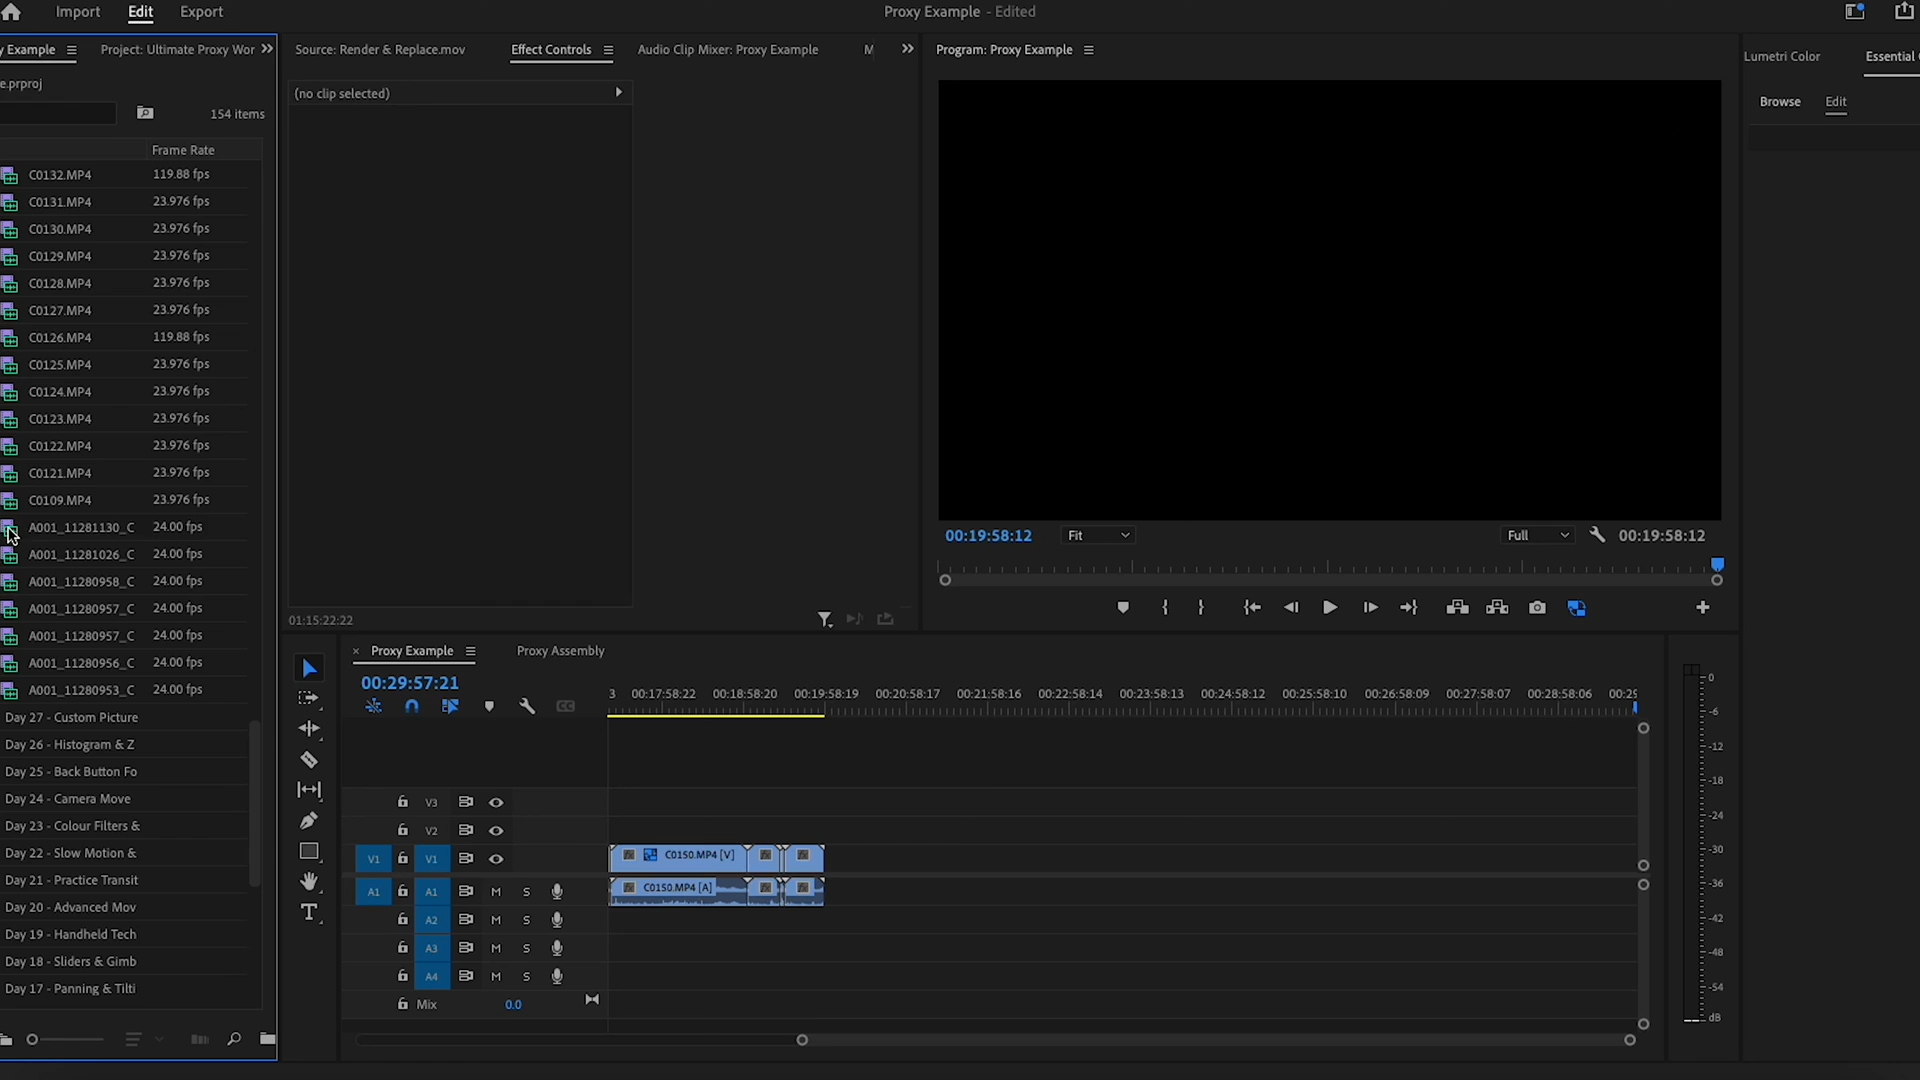 Import Edit Export
Proxy Example - Edited
y Example
Project: Ultimate Proxy Wor
e.prproj
154 items
Frame Rate
C0132.MP4 119.88 fps
C0131.MP4 23.976 fps
C0130.MP4 23.976 fps
C0129.MP4 23.976 fps
C0128.MP4 23.976 fps
C0127.MP4 23.976 fps
C0126.MP4 119.88 fps
C0125.MP4 23.976 fps
C0124.MP4 23.976 fps
C0123.MP4 23.976 fps
C0122.MP4 23.976 fps
C0121.MP4 23.976 fps
C0109.MP4 23.976 fps
A001_11281130_C 24.00 fps
A001_11281026_C 24.00 fps
A001_11280958_C 24.00 fps
A001_11280957_C 24.00 fps
A001_11280957_C 24.00 fps
A001_11280956_C 24.00 fps
A001_11280953_C 24.00 fps
Day 27 - Custom Picture
Day 26 - Histogram & Z
Day 25 - Back Button Fo
Day 24 - Camera Move
Day 23 - Colour Filters &
Day 22 - Slow Motion &
Day 21 - Practice Transit
Day 20 - Advanced Mov
Day 19 - Handheld Tech
Day 18 - Sliders & Gimb
Day 17 - Panning & Tilti
Source: Render & Replace.mov
Effect Controls
Audio Clip Mixer: Proxy Example
M
(no clip selected)
01:15:22:22
Program: Proxy Example
00:19:58:12
Fit
Full
00:19:58:12
Lumetri Color
Essential
Browse
Edit
× Proxy Example
Proxy Assembly
00:29:57:21
CC
3 00:17:58:22 00:18:58:20 00:19:58:19 00:20:58:17 00:21:58:16 00:22:58:14 00:23:58:13 00:24:58:12 00:25:58:10 00:26:58:09 00:27:58:07 00:28:58:06 00:29
V3
V2
V1 V1
fx C0150.MP4 [V] fx fx
A1 A1 M S
fx C0150.MP4 [A] fx fx
A2 M S
A3 M S
A4 M S
Mix 0.0
0
-6
-12
-18
-24
-30
-36
-42
-48
-54
dB